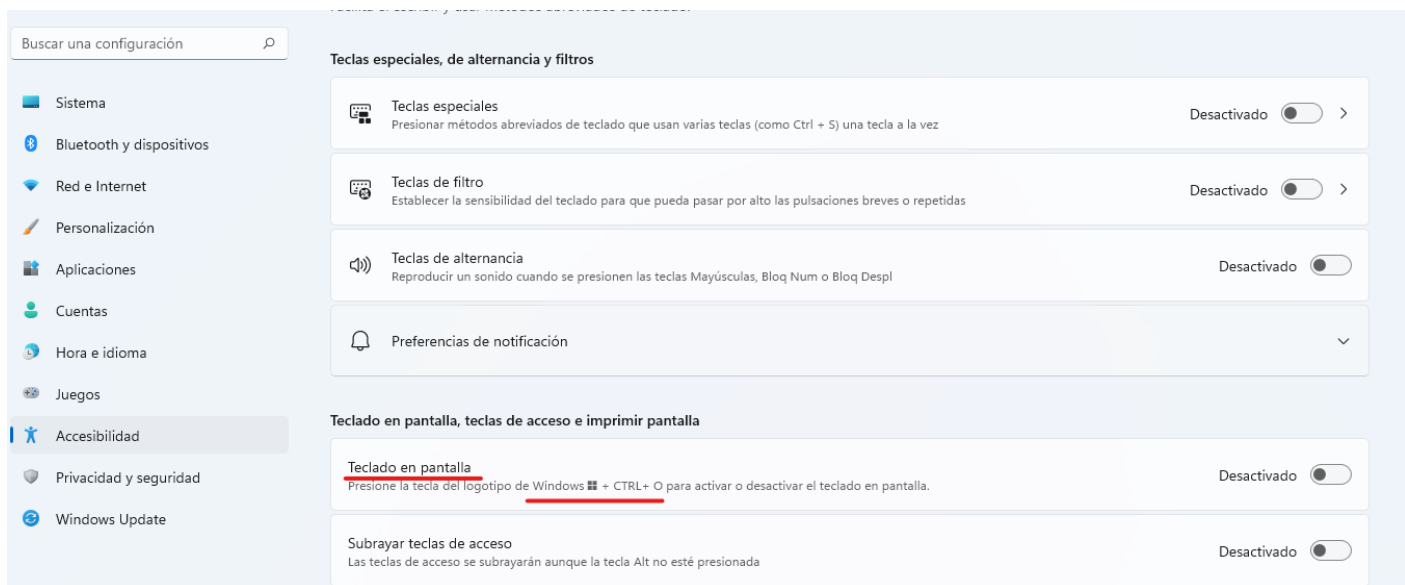 Buscar una configuración
Sistema
Bluetooth y dispositivos
Red e Internet
Personalización
Aplicaciones
Cuentas
Hora e idioma
Juegos
Accesibilidad
Privacidad y seguridad
Windows Update
Teclas especiales, de alternancia y filtros
Teclas especiales
Presionar métodos abreviados de teclado que usan varias teclas (como Ctrl + S) una tecla a la vez
Desactivado
Teclas de filtro
Establecer la sensibilidad del teclado para que pueda pasar por alto las pulsaciones breves o repetidas
Desactivado
Teclas de alternancia
Reproducir un sonido cuando se presionen las teclas Mayúsculas, Bloq Num o Bloq Despl
Desactivado
Preferencias de notificación
Teclado en pantalla, teclas de acceso e imprimir pantalla
Teclado en pantalla
Presione la tecla del logotipo de Windows + CTRL+ O para activar o desactivar el teclado en pantalla.
Desactivado
Subrayar teclas de acceso
Las teclas de acceso se subrayarán aunque la tecla Alt no esté presionada
Desactivado